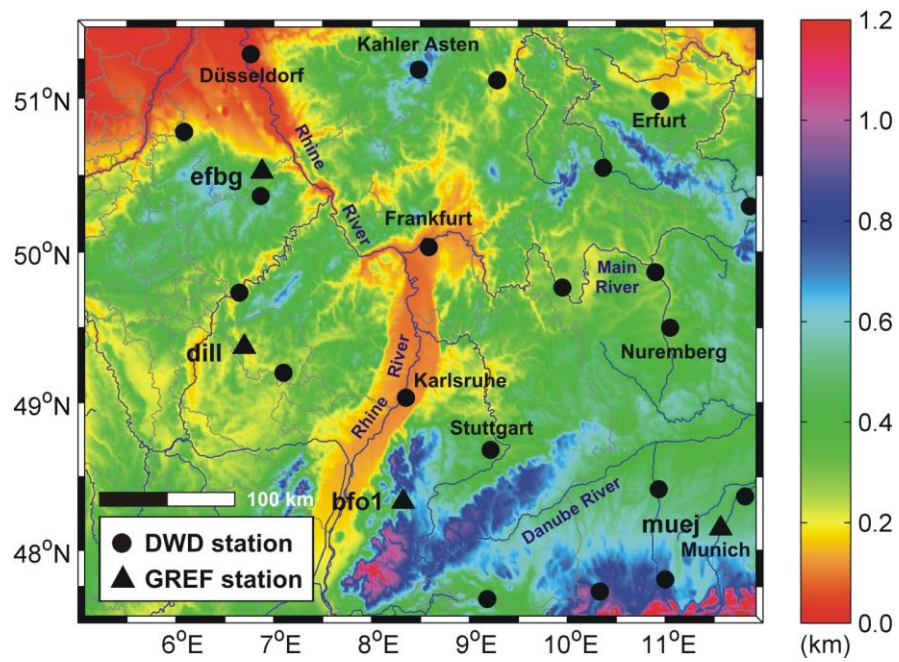 Kahler Asten
Düsseldorf
Erfurt
Rhine
River
efbg
Frankfurt
Main
River
dill
River
Rhine
Karlsruhe
Nuremberg
Stuttgart
100 km
bfo1
Danube River
muej
Munich
DWD station
GREF station
51°N
50°N
49°N
48°N
6°E 7°E 8°E 9°E 10°E 11°E
1.2
1.0
0.8
0.6
0.4
0.2
0.0
(km)